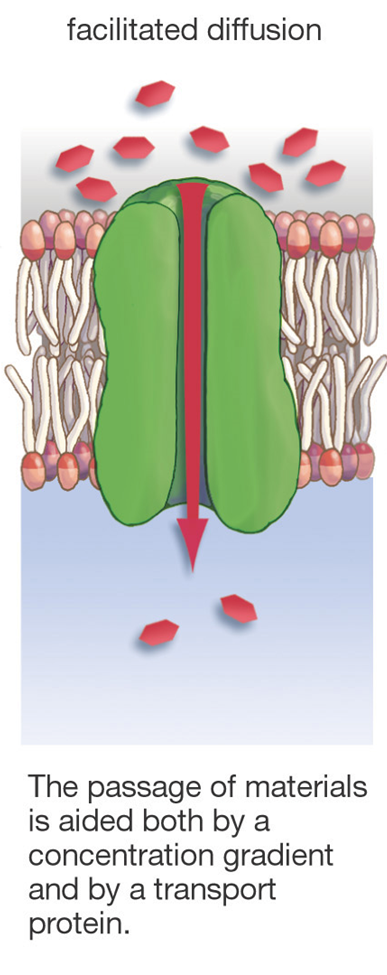 facilitated diffusion
The passage of materials
is aided both by a
concentration gradient
and by a transport
protein.